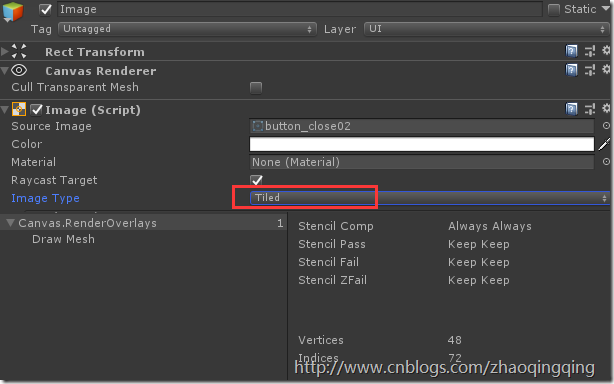 Image Static
Tag Untagged Layer UI
Rect Transform
Canvas Renderer
Cull Transparent Mesh
Image (Script)
Source Image button_close02
Color
Material None (Material)
Raycast Target
Image Type Tiled
Canvas.RenderOverlays 1
Draw Mesh
Stencil Comp Always Always
Stencil Pass Keep Keep
Stencil Fail Keep Keep
Stencil ZFail Keep Keep
Vertices 48
Indices 72
http://www.cnblogs.com/zhaoqingqing